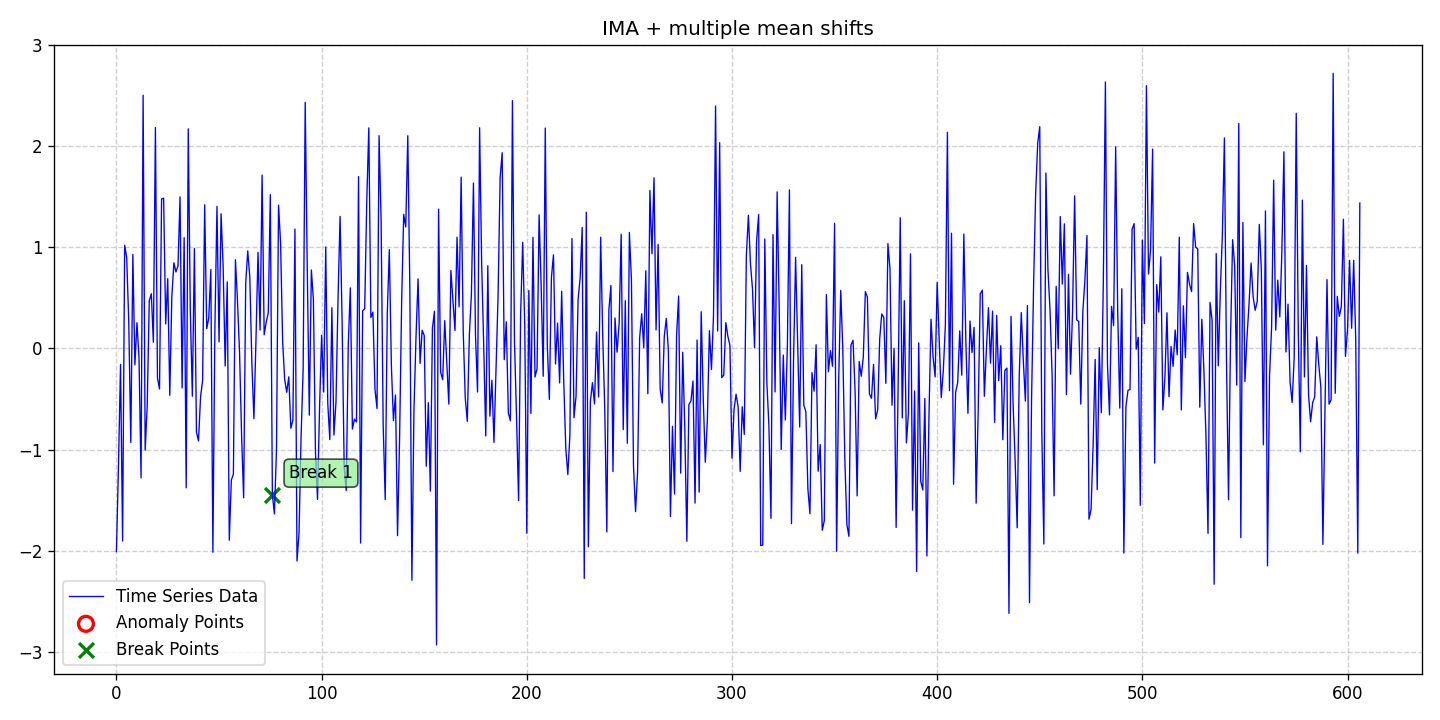 IMA + multiple mean shifts
3
2
1
0
−1
−2
−3
Break 1
Time Series Data
Anomaly Points
Break Points
0 100 200 300 400 500 600